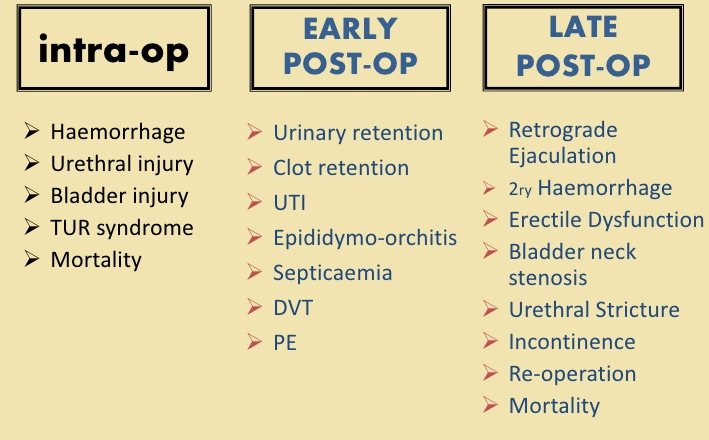 intra-op
Haemorrhage
Urethral injury
Bladder injury
TUR syndrome
Mortality
EARLY
POST-OP
Urinary retention
Clot retention
UTI
Epididymo-orchitis
Septicaemia
DVT
PE
LATE
POST-OP
Retrograde
Ejaculation
2ry Haemorrhage
Erectile Dysfunction
Bladder neck
stenosis
Urethral Stricture
Incontinence
Re-operation
Mortality